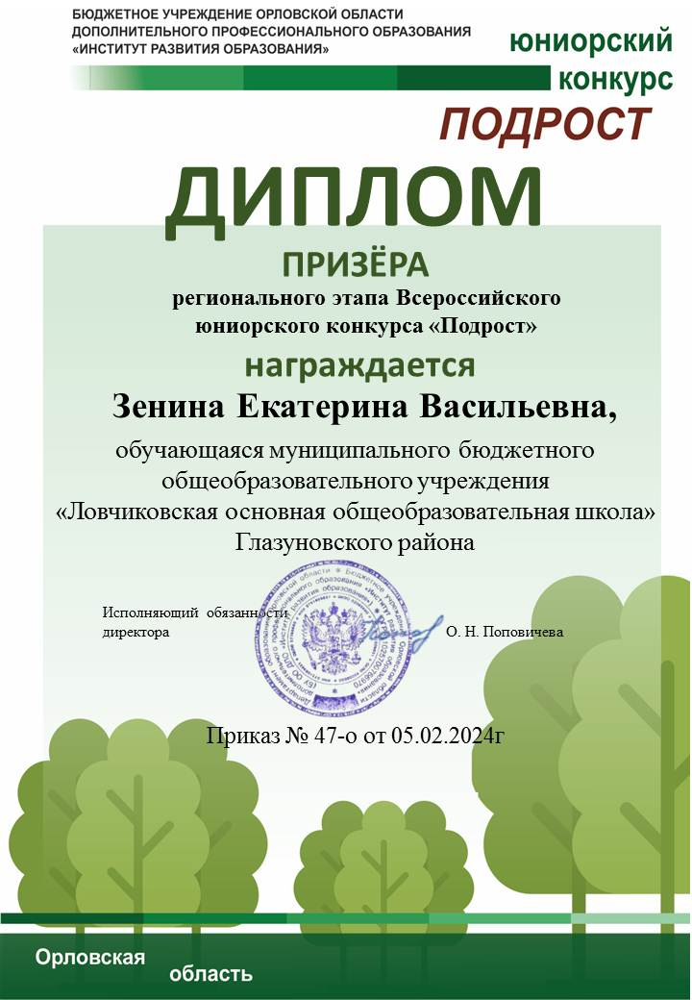 БЮДЖЕТНОЕ УЧРЕЖДЕНИЕ ОРЛОВСКОЙ ОБЛАСТИ
ДОПОЛНИТЕЛЬНОГО ПРОФЕССИОНАЛЬНОГО ОБРАЗОВАНИЯ
«ИНСТИТУТ РАЗВИТИЯ ОБРАЗОВАНИЯ»
юниорский
конкурс
ПОДРОСТ
ДИПЛОМ
ПРИЗЁРА
регионального этапа Всероссийского
юниорского конкурса «Подрост»
награждается
Зенина Екатерина Васильевна,
обучающаяся муниципального бюджетного
общеобразовательного учреждения
«Ловчиковская основная общеобразовательная школа»
Глазуновского района
Исполняющий обязанности
директора
О. Н. Поповичева
Приказ № 47-о от 05.02.2024г
Орловская
область